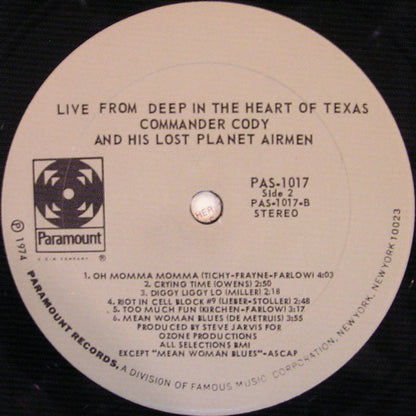 LIVE FROM DEEP IN THE HEART OF TEXAS
COMMANDER CODY
AND HIS LOST PLANET AIRMEN
Paramount
A G+W COMPANY
PAS-1017
Side 2
PAS-1017-B
STEREO
Ⓟ 1974
1. OH MOMMA MOMMA (TICHY-FRAYNE-FARLOW) 4:03
2. CRYING TIME (OWENS) 2:50
3. DIGGY LIGGY LO (MILLER) 2:18
4. RIOT IN CELL BLOCK #9 (LIEBER-STOLLER) 2:48
5. TOO MUCH FUN (KIRCHEN-FARLOW) 3:17
6. MEAN WOMAN BLUES (DE METRUIS) 3:55
PRODUCED BY STEVE JARVIS FOR
OZONE PRODUCTIONS
ALL SELECTIONS BMI
EXCEPT "MEAN WOMAN BLUES"-ASCAP
PARAMOUNT RECORDS, A DIVISION OF FAMOUS MUSIC CORPORATION, NEW YORK, NEW YORK 10023